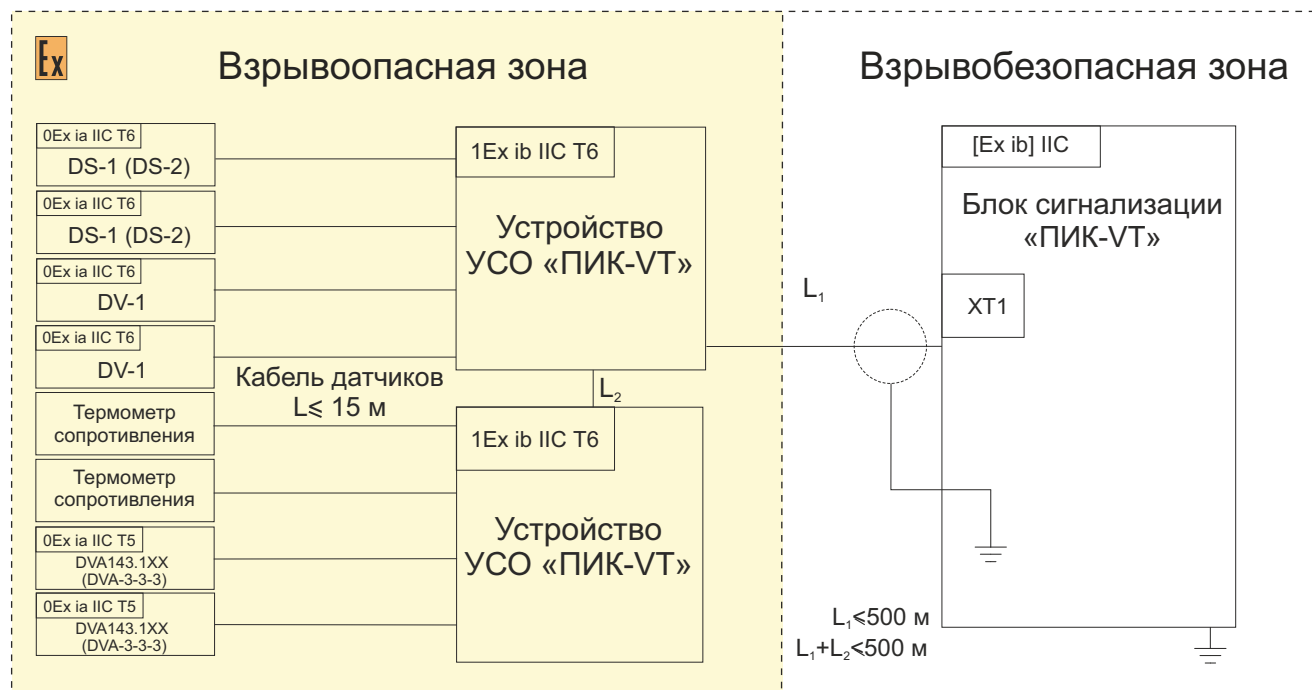 Ex
Взрывоопасная зона
Взрывобезопасная зона
0Ex ia IIC T6
DS-1 (DS-2)
0Ex ia IIC T6
DS-1 (DS-2)
0Ex ia IIC T6
DV-1
0Ex ia IIC T6
DV-1
Термометр
сопротивления
Термометр
сопротивления
0Ex ia IIC T5
DVA143.1XX
(DVA-3-3-3)
0Ex ia IIC T5
DVA143.1XX
(DVA-3-3-3)
Кабель датчиков
L⩽ 15 м
1Ex ib IIC T6
Устройство
УСО «ПИК-VT»
L₂
1Ex ib IIC T6
Устройство
УСО «ПИК-VT»
L₁
[Ex ib] IIC
Блок сигнализации
«ПИК-VT»
XT1
L₁⩽500 м
L₁+L₂⩽500 м